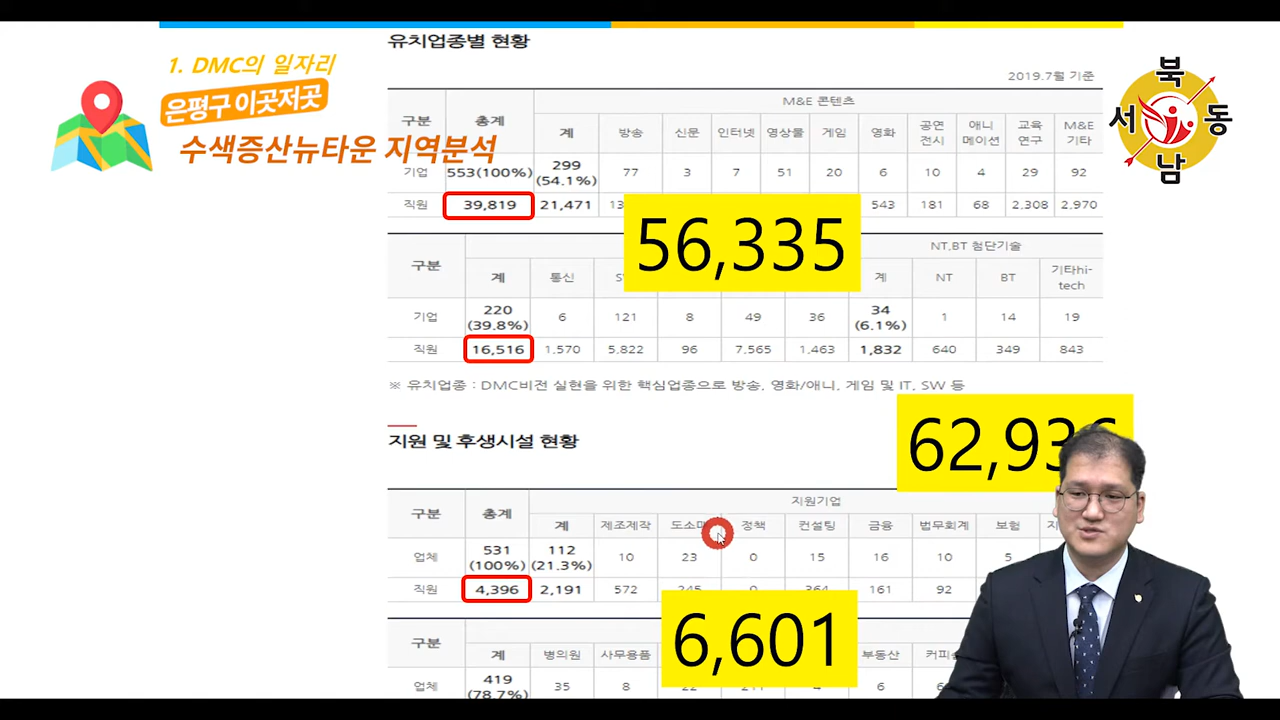 유치업종별 현황
1. DMC의 일자리
은평구 이곳저곳
수색증산뉴타운 지역분석
북
서 동
남
2019.7월 기준
구분 총계 M&E 콘텐츠
계 방송 신문 인터넷 영상물 게임 영화 공연전시 애니메이션 교육연구 M&E기타
기업 553(100%) 299(54.1%) 77 3 7 51 20 6 10 4 29 92
직원 39,819 21,471 543 181 68 2,308 2,970
56,335
구분 NT,BT 첨단기술
계 통신 계 NT BT 기타hi-tech
기업 220(39.8%) 6 121 8 49 36 34(6.1%) 1 14 19
직원 16,516 1,570 5,822 96 7,565 1,463 1,832 640 349 843
※ 유치업종 : DMC비전 실현을 위한 핵심업종으로 방송, 영화/애니, 게임 및 IT, SW 등
62,936
지원 및 후생시설 현황
구분 총계 지원기업
계 제조제작 정책 컨설팅 금융 법무회계 보험
업체 531(100%) 112(21.3%) 10 23 0 15 16 10 5
직원 4,396 2,191 572 245 0 364 161 92
6,601
구분 계 병의원 사무용품 부동산
업체 419(78.7%) 35 8 6